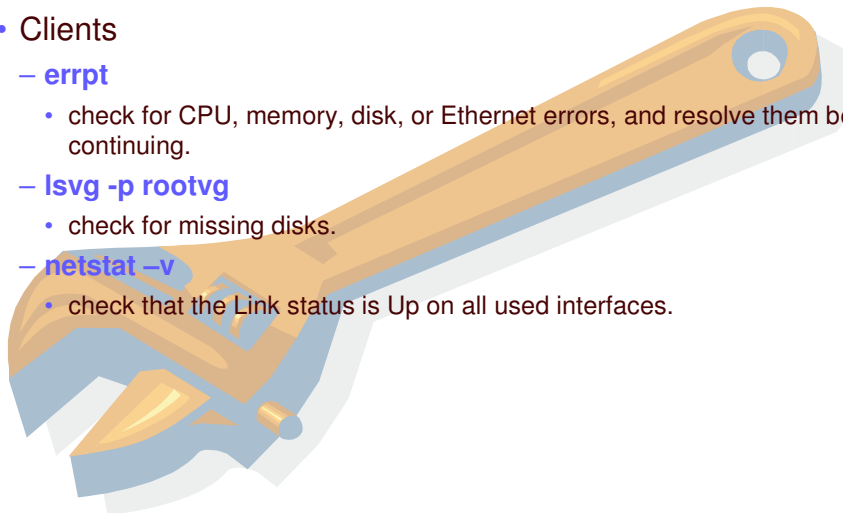 • Clients
– errpt
• check for CPU, memory, disk, or Ethernet errors, and resolve them
continuing.
– lsvg -p rootvg
• check for missing disks.
– netstat –v
• check that the Link status is Up on all used interfaces.